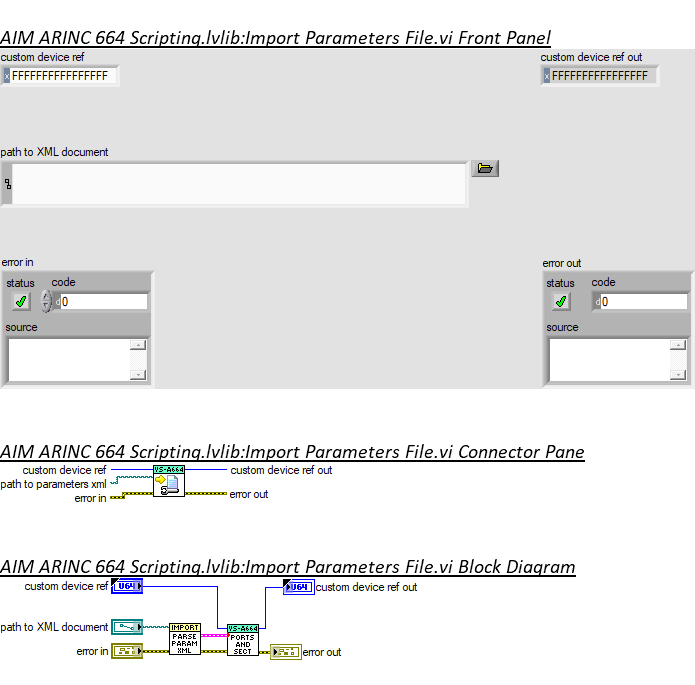 AIM ARINC 664 Scripting.lvlib:Import Parameters File.vi Front Panel
custom device ref
custom device ref out
x FFFFFFFFFFFFFFFF
x FFFFFFFFFFFFFFFF
path to XML document
error in
error out
status code
status code
d 0
d 0
source
source
AIM ARINC 664 Scripting.lvlib:Import Parameters File.vi Connector Pane
custom device ref
VS-A664
custom device ref out
path to parameters xml
error in
error out
AIM ARINC 664 Scripting.lvlib:Import Parameters File.vi Block Diagram
custom device ref
U64
U64
custom device ref out
path to XML document
IMPORT
PARSE
PARAM
XML
VS-A664
PORTS
AND
SECT
error in
error out